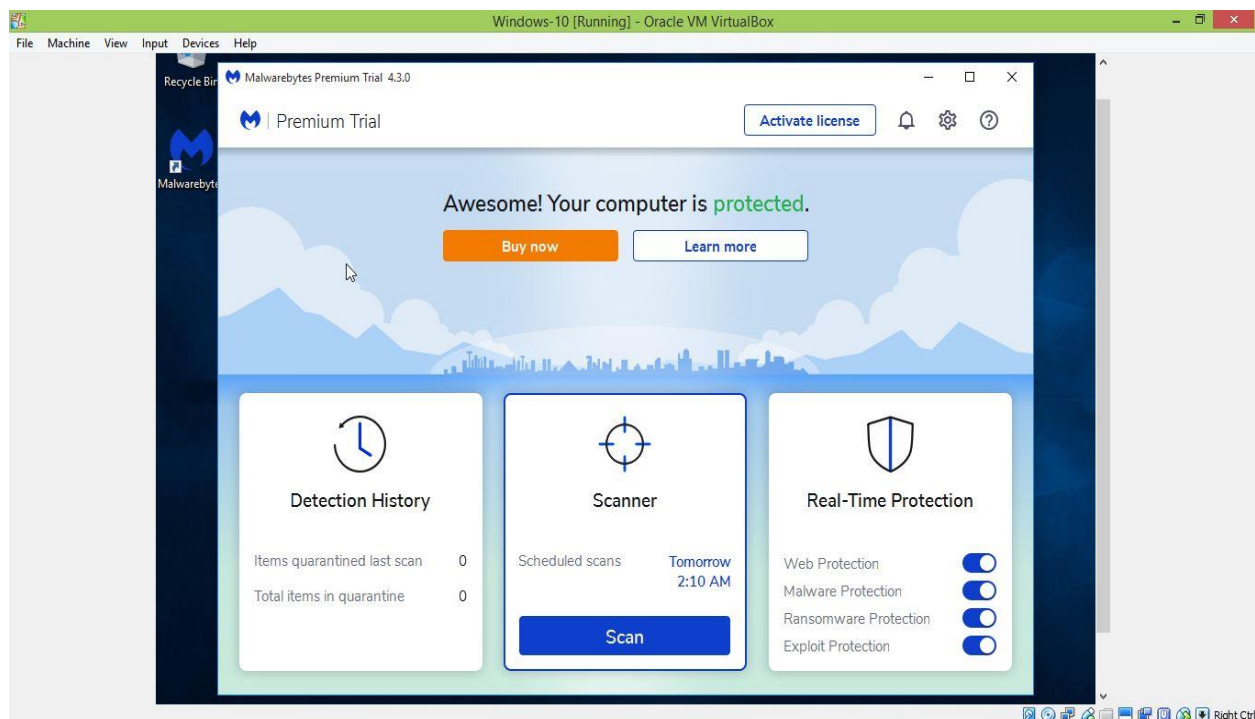 Windows-10 [Running] - Oracle VM VirtualBox
File Machine View Input Devices Help
Recycle Bin
Malwarebytes Premium Trial 4.3.0
Premium Trial
Activate license
Malwarebyte
Awesome! Your computer is protected.
Buy now
Learn more
Detection History
Items quarantined last scan 0
Total items in quarantine 0
Scanner
Scheduled scans Tomorrow
2:10 AM
Scan
Real-Time Protection
Web Protection
Malware Protection
Ransomware Protection
Exploit Protection
Right Ctrl